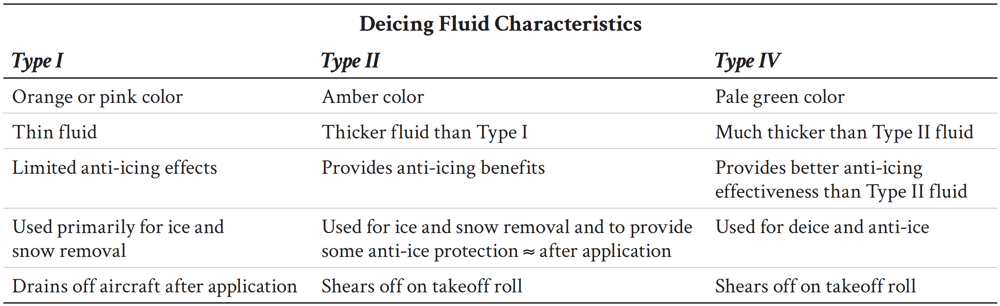 Deicing Fluid Characteristics
Type I Type II Type IV
Orange or pink color Amber color Pale green color
Thin fluid Thicker fluid than Type I Much thicker than Type II fluid
Limited anti-icing effects Provides anti-icing benefits Provides better anti-icing
effectiveness than Type II fluid
Used primarily for ice and Used for ice and snow removal and to provide Used for deice and anti-ice
snow removal some anti-ice protection ≈ after application
Drains off aircraft after application Shears off on takeoff roll Shears off on takeoff roll